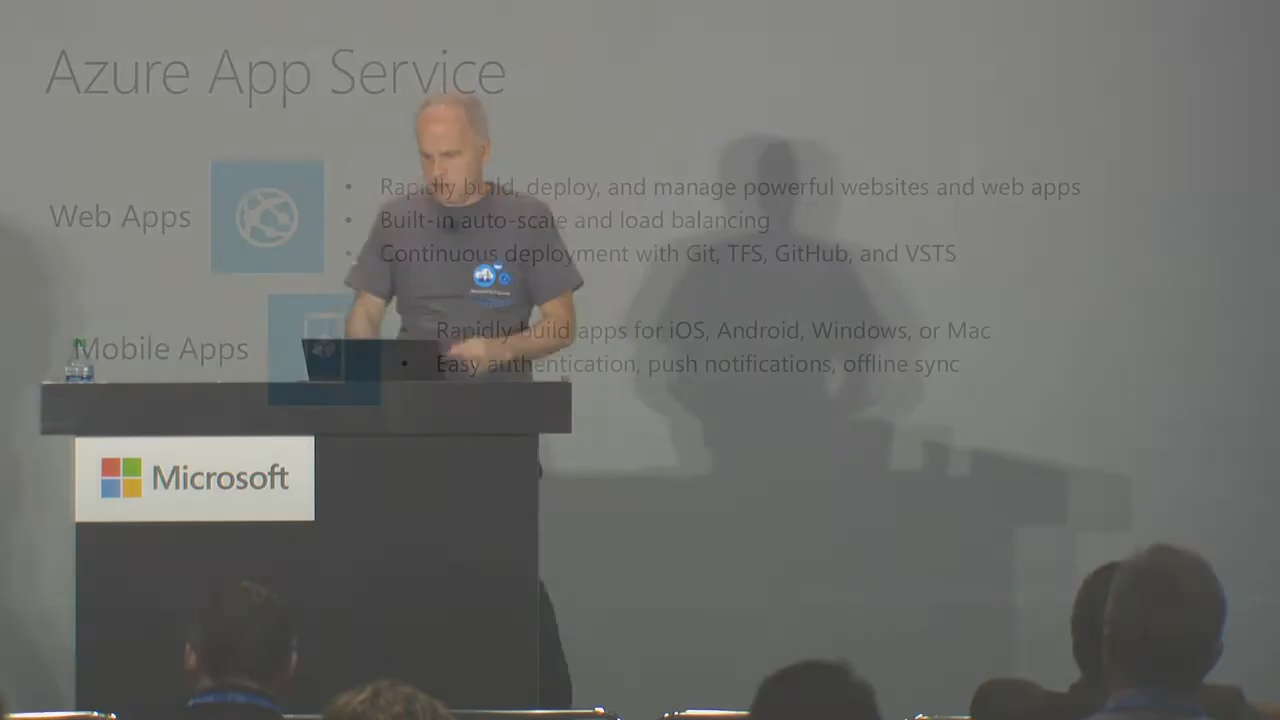 Azure App Service
Web Apps
• Rapidly build, deploy, and manage powerful websites and web apps
• Built-in auto-scale and load balancing
• Continuous deployment with Git, TFS, GitHub, and VSTS
Mobile Apps
Rapidly build apps for iOS, Android, Windows, or Mac
• Easy authentication, push notifications, offline sync
Microsoft